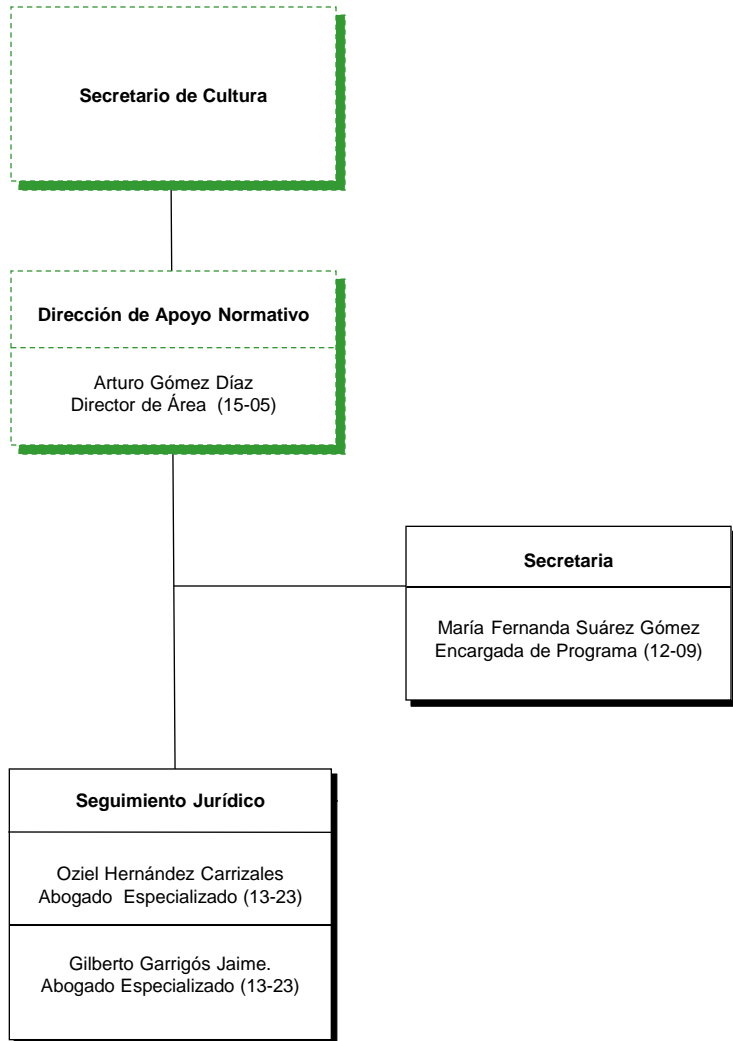 Secretario de Cultura
Dirección de Apoyo Normativo
Arturo Gómez Díaz
Director de Área (15-05)
Secretaria
María Fernanda Suárez Gómez
Encargada de Programa (12-09)
Seguimiento Jurídico
Oziel Hernández Carrizales
Abogado Especializado (13-23)
Gilberto Garrigós Jaime.
Abogado Especializado (13-23)